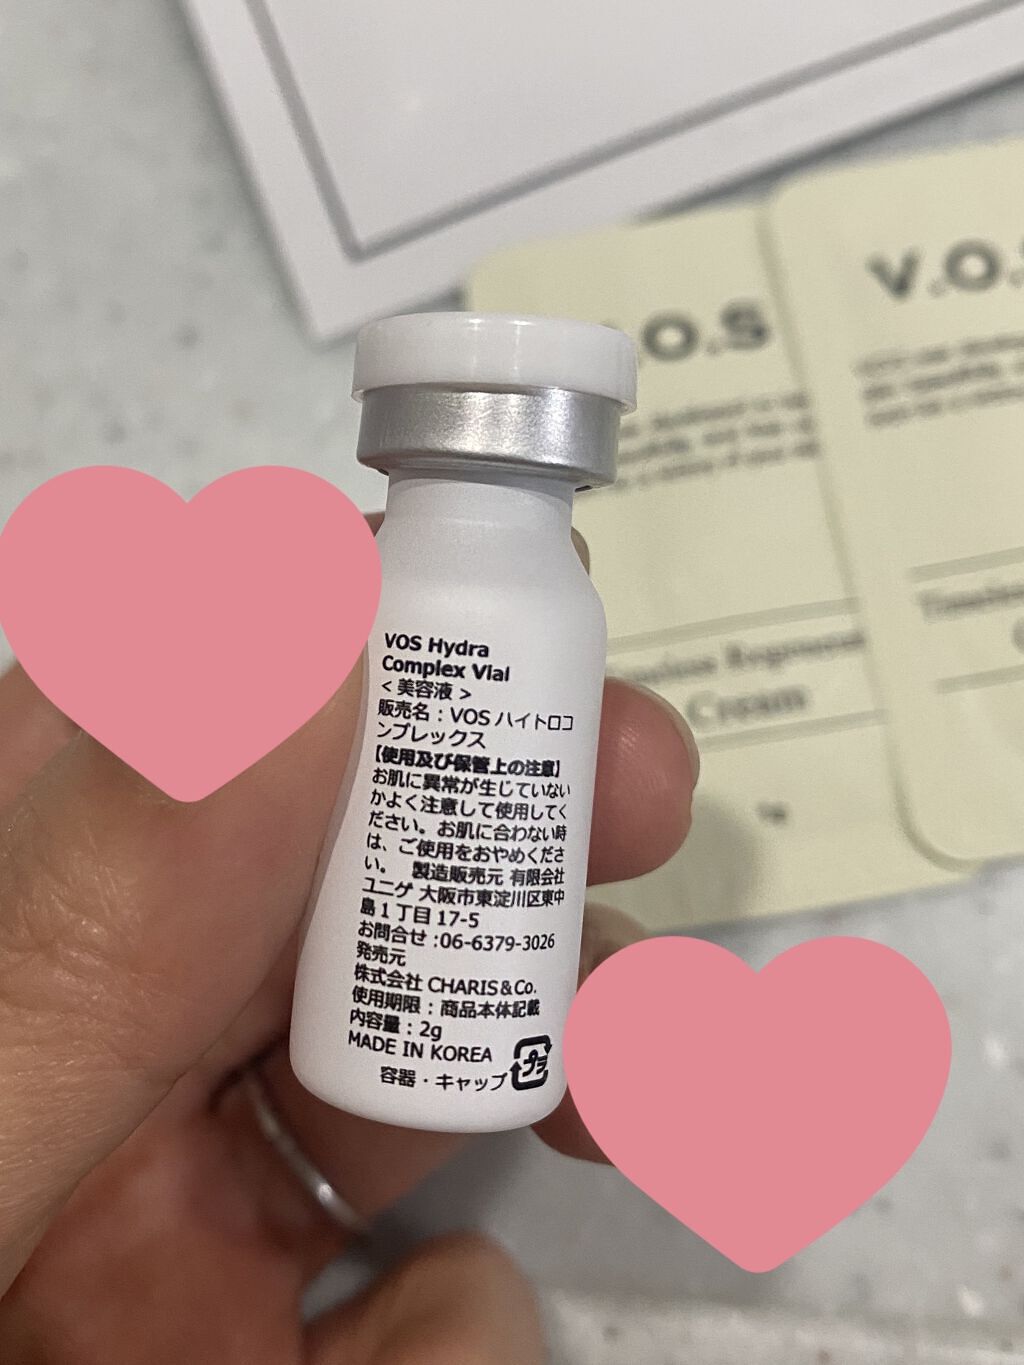 V.O.S
.O.S
Cream
VOS Hydra
Complex Vial
＜美容液＞
販売名：VOSハイトロコ
ンプレックス
【使用及び保管上の注意】
お肌に異常が生じていない
かよく注意して使用してく
ださい。お肌に合わない時
は、ご使用をおやめくださ
い。 製造販売元 有限会社
ユニゲ 大阪市東淀川区東中
島１丁目 17-5
お問合せ:06-6379-3026
発売元
株式会社 CHARIS＆Co.
使用期限：商品本体記載
内容量：2g
MADE IN KOREA
容器・キャップ
プラ